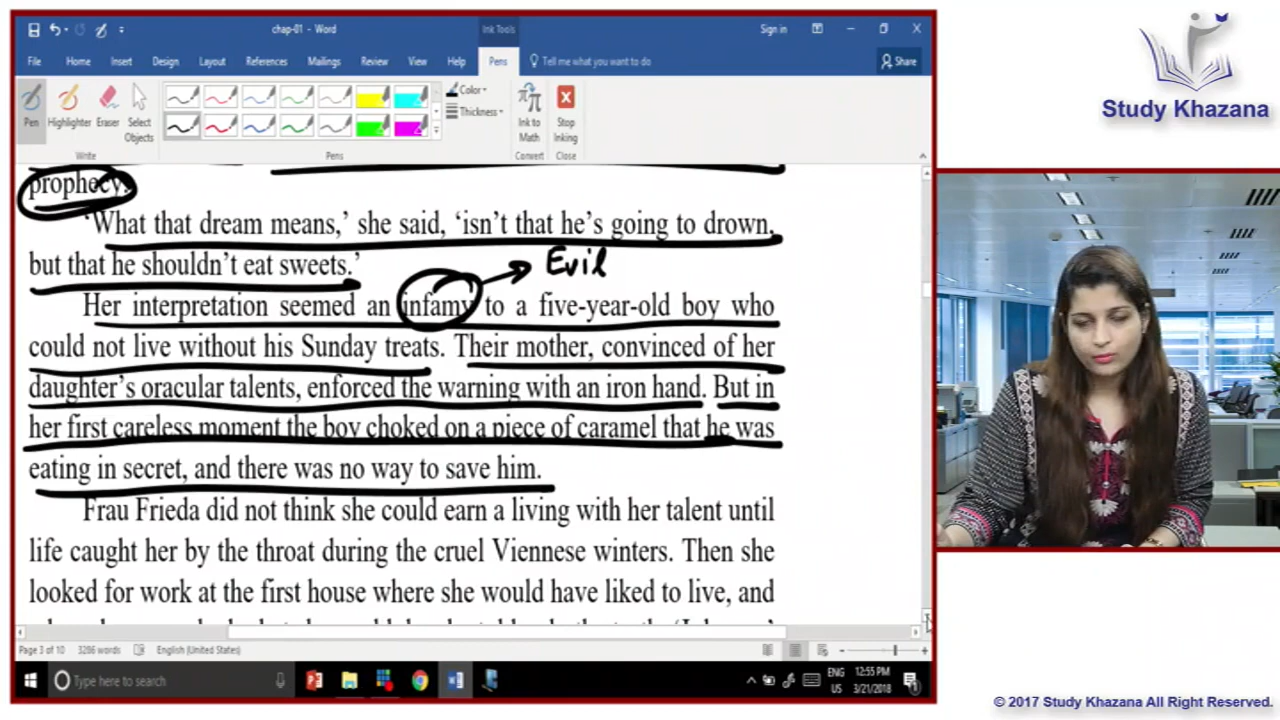 chap-01 - Word
Ink Tools
Sign in
File Home Insert Design Layout References Mailings Review View Help Pens Tell me what you want to do Share
Pen
Highlighter
Eraser
Select Objects
Color
Thickness
Ink to Math
Stop Inking
Write
Pens
Convert
Close
Study Khazana
prophecy.
'What that dream means,' she said, 'isn't that he's going to drown,
but that he shouldn't eat sweets.'
Evil
Her interpretation seemed an infamy to a five-year-old boy who
could not live without his Sunday treats. Their mother, convinced of her
daughter's oracular talents, enforced the warning with an iron hand. But in
her first careless moment the boy choked on a piece of caramel that he was
eating in secret, and there was no way to save him.
Frau Frieda did not think she could earn a living with her talent until
life caught her by the throat during the cruel Viennese winters. Then she
looked for work at the first house where she would have liked to live, and
Page 3 of 10 3286 words English (United States)
Type here to search
ENG
US
12:55 PM
3/21/2018
© 2017 Study Khazana All Right Reserved.